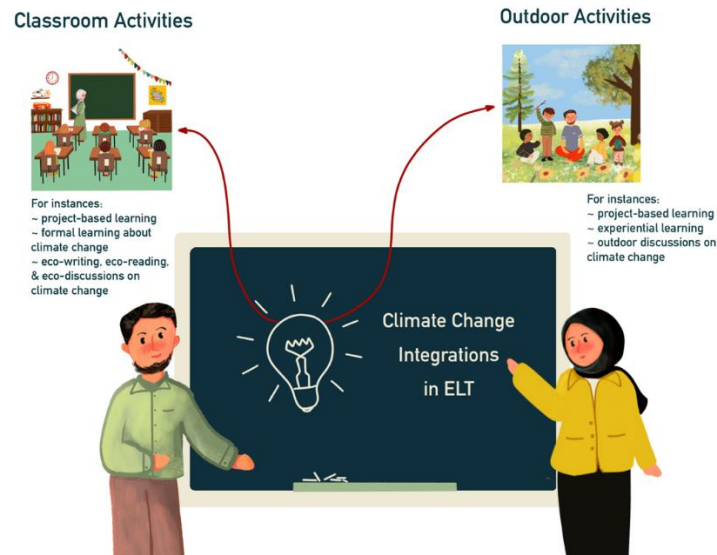 Classroom Activities
For instances:
~ project-based learning
~ formal learning about
climate change
~ eco-writing, eco-reading,
& eco-discussions on
climate change
Outdoor Activities
For instances:
~ project-based learning
~ experiential learning
~ outdoor discussions on
climate change
Climate Change
Integrations
in ELT